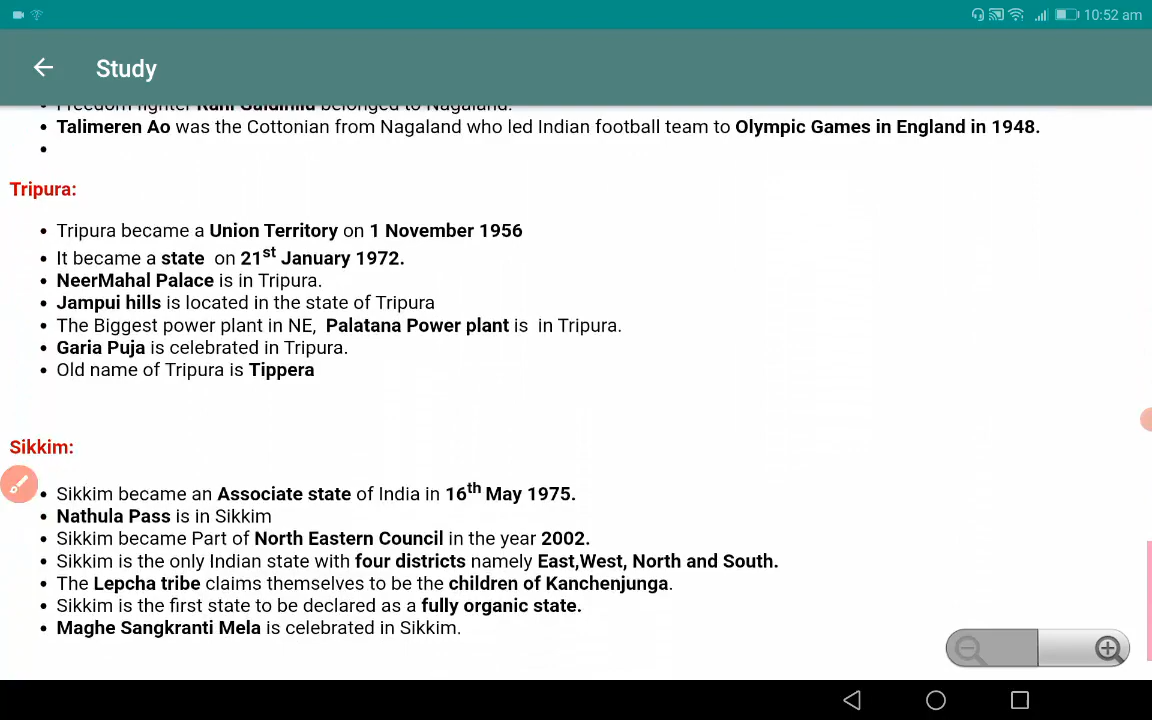 10:52 am
Study
Freedom fighter Rani Gaidinliu belonged to Nagaland.
Talimeren Ao was the Cottonian from Nagaland who led Indian football team to Olympic Games in England in 1948.
Tripura:
Tripura became a Union Territory on 1 November 1956
It became a state on 21st January 1972.
NeerMahal Palace is in Tripura.
Jampui hills is located in the state of Tripura
The Biggest power plant in NE, Palatana Power plant is in Tripura.
Garia Puja is celebrated in Tripura.
Old name of Tripura is Tippera
Sikkim:
Sikkim became an Associate state of India in 16th May 1975.
Nathula Pass is in Sikkim
Sikkim became Part of North Eastern Council in the year 2002.
Sikkim is the only Indian state with four districts namely East,West, North and South.
The Lepcha tribe claims themselves to be the children of Kanchenjunga.
Sikkim is the first state to be declared as a fully organic state.
Maghe Sangkranti Mela is celebrated in Sikkim.